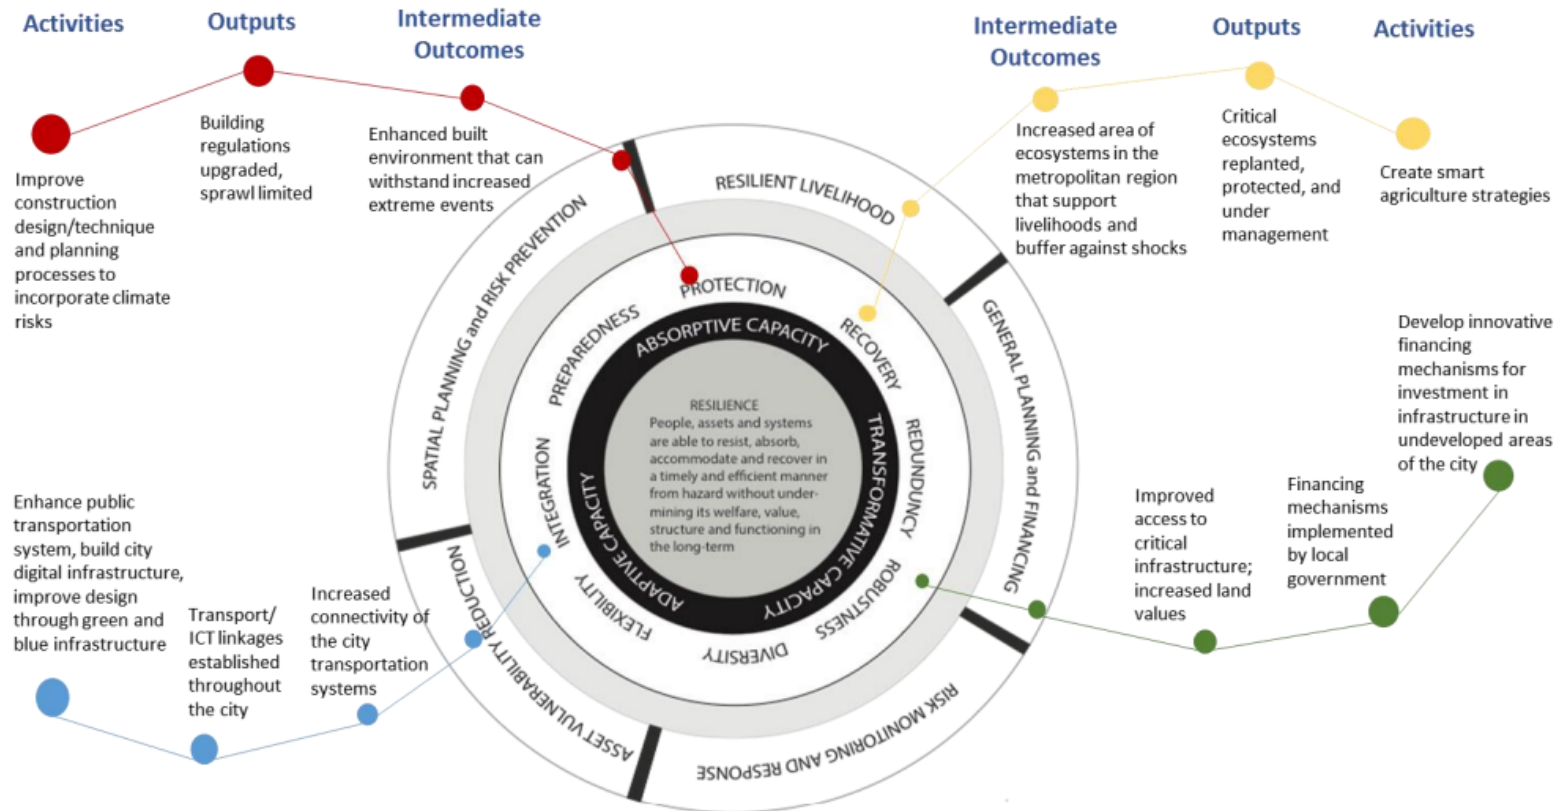 Activities
Outputs
Intermediate
Outcomes
Intermediate
Outcomes
Outputs
Activities
Improve
construction
design/technique
and planning
processes to
incorporate climate
risks
Building
regulations
upgraded,
sprawl limited
Enhanced built
environment that can
withstand increased
extreme events
Increased area of
ecosystems in the
metropolitan region
that support
livelihoods and
buffer against shocks
Critical
ecosystems
replanted,
protected, and
under
management
Create smart
agriculture strategies
SPATIAL PLANNING and RISK PREVENTION
RESILIENT LIVELIHOOD
GENERAL PLANNING and FINANCING
RISK MONITORING AND RESPONSE
ASSET VULNERABILITY REDUCTION
PROTECTION
RECOVERY
REDUNDUNCY
ROBUSTNESS
DIVERSITY
FLEXIBILITY
INTEGRATION
PREPAREDNESS
ABSORPTIVE CAPACITY
TRANSFORMATIVE CAPACITY
ADAPTIVE CAPACITY
RESILIENCE
People, assets and systems
are able to resist, absorb,
accommodate and recover in
a timely and efficient manner
from hazard without under-
mining its welfare, value,
structure and functioning in
the long-term
Enhance public
transportation
system, build city
digital infrastructure,
improve design
through green and
blue infrastructure
Transport/
ICT linkages
established
throughout
the city
Increased
connectivity of
the city
transportation
systems
Improved
access to
critical
infrastructure;
increased land
values
Financing
mechanisms
implemented
by local
government
Develop innovative
financing
mechanisms for
investment in
infrastructure in
undeveloped areas
of the city